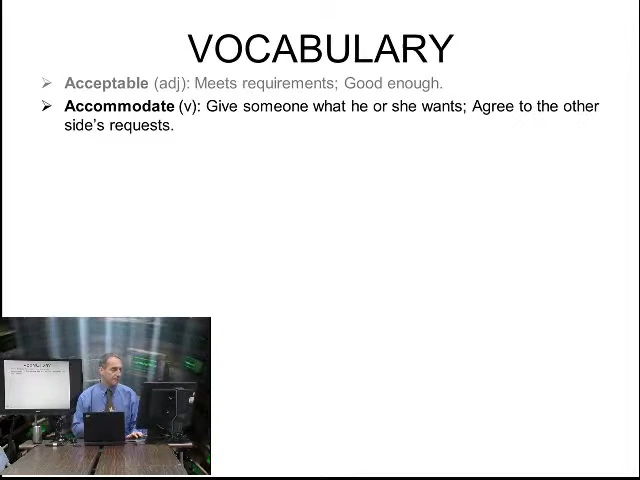 VOCABULARY
➢ Acceptable (adj): Meets requirements; Good enough.
➢ Accommodate (v): Give someone what he or she wants; Agree to the other
side's requests.
VOCABULARY